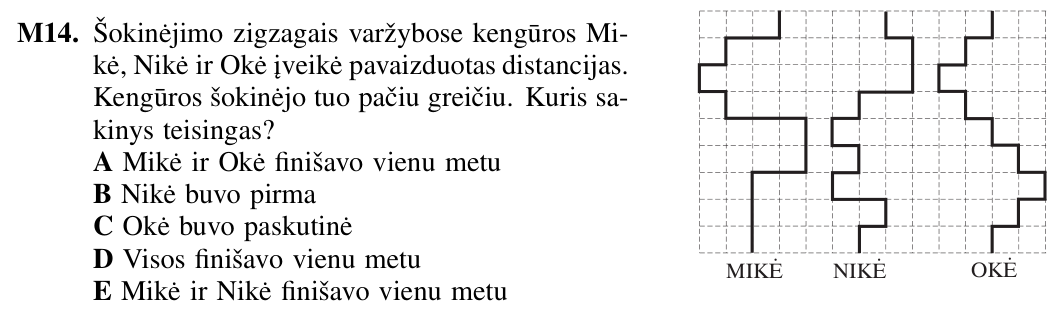 M14. Šokinėjimo zigzagais varžybose kengūros Mi-
kė, Nikė ir Okė įveikė pavaizduotas distancijas.
Kengūros šokinėjo tuo pačiu greičiu. Kuris sa-
kinys teisingas?
A Mikė ir Okė finišavo vienu metu
B Nikė buvo pirma
C Okė buvo paskutinė
D Visos finišavo vienu metu
E Mikė ir Nikė finišavo vienu metu
MIKĖ NIKĖ OKĖ